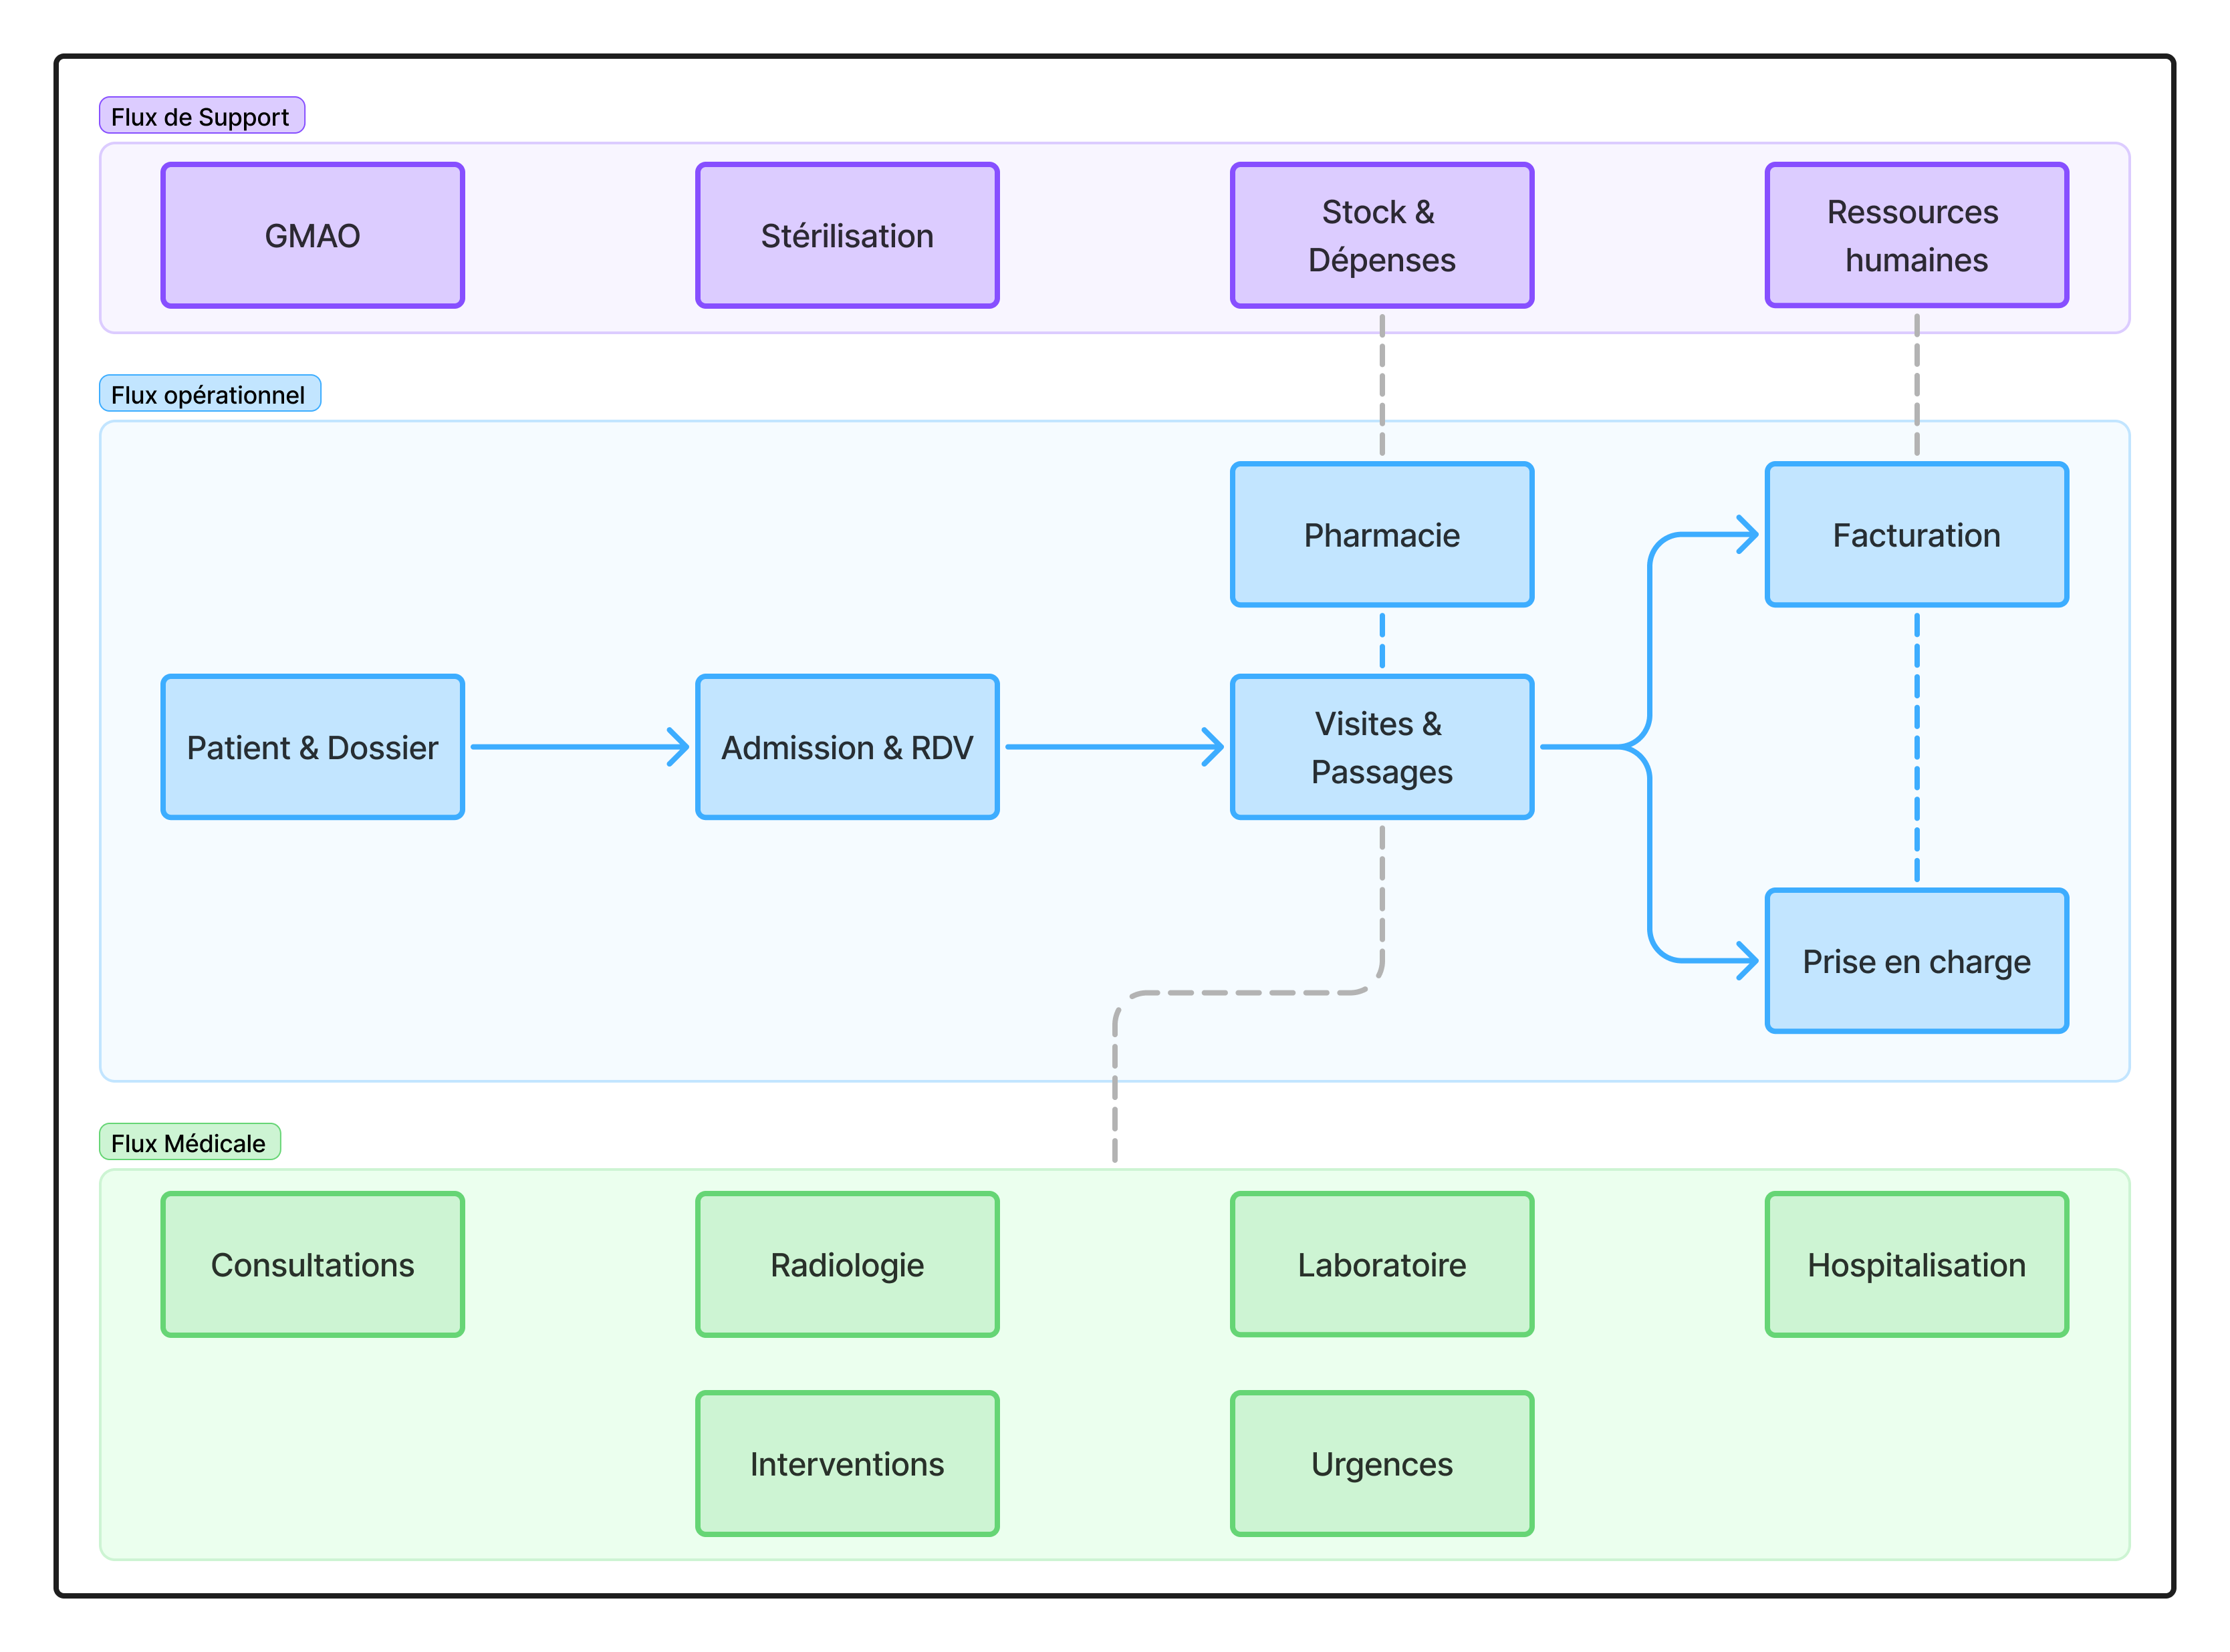 Flux de Support
GMAO
Stérilisation
Stock &
Dépenses
Ressources
humaines
Flux opérationnel
Pharmacie
Facturation
Patient & Dossier
Admission & RDV
Visites &
Passages
Prise en charge
Flux Médicale
Consultations
Radiologie
Laboratoire
Hospitalisation
Interventions
Urgences